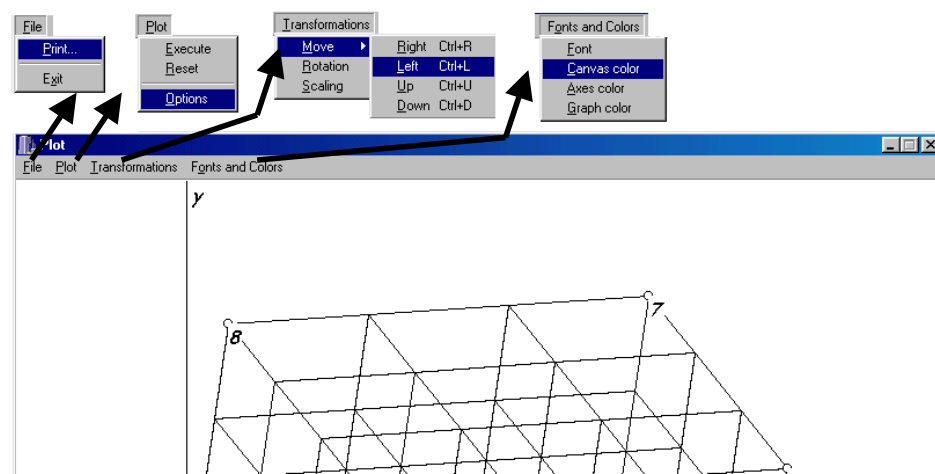 File
Print...
Exit
Plot
Execute
Reset
Options
Transformations
Move
Rotation
Scaling
Right Ctrl+R
Left Ctrl+L
Up Ctrl+U
Down Ctrl+D
Fonts and Colors
Font
Canvas color
Axes color
Graph color
Plot
File Plot Transformations Fonts and Colors
y
7
8